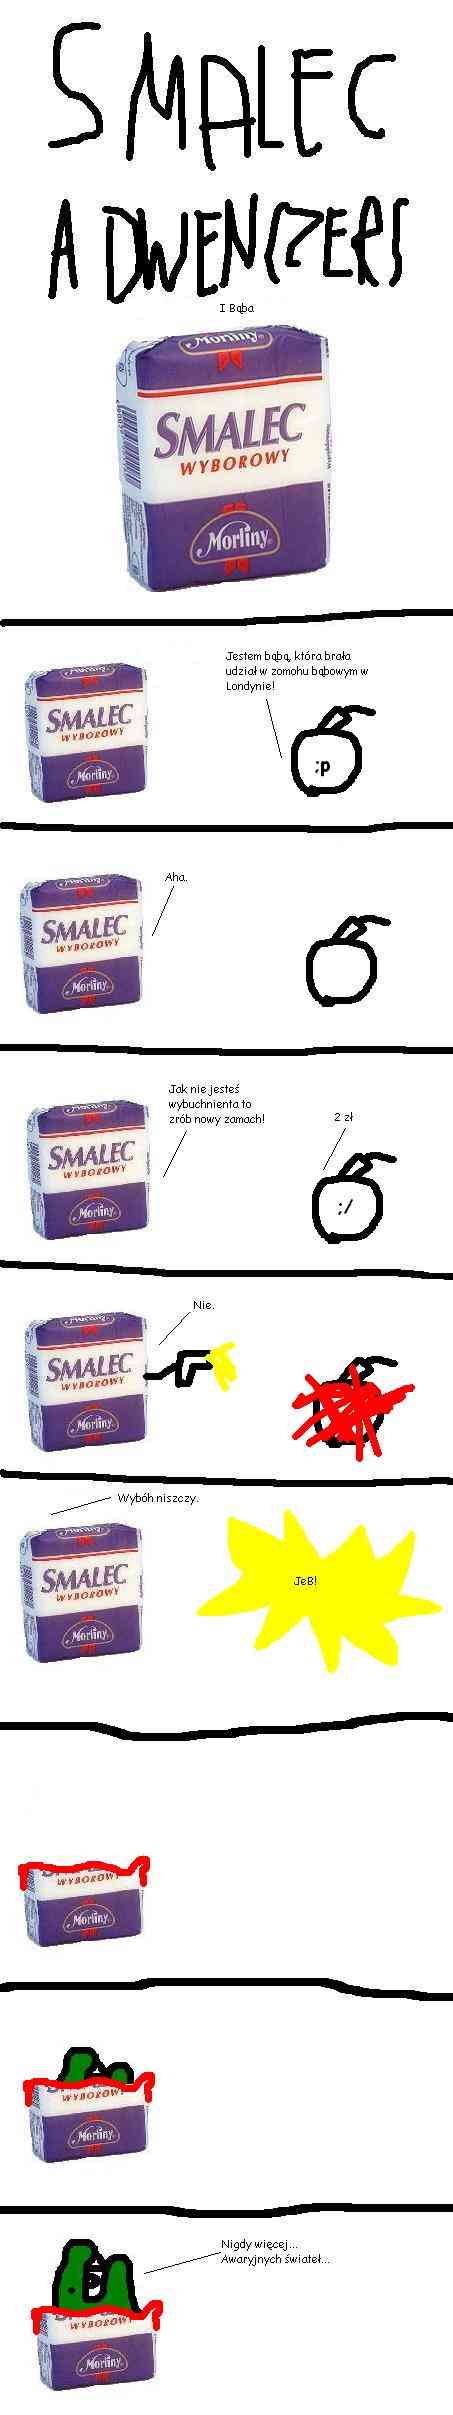 SMALEC
ADWENCZERS
I Bąba
Morliny
SMALEC
WYBOROWY
Morliny
Jestem bąbą, która brała
udział w zomohu bąbowym w
Londynie!
SMALEC
WYBOROWY
Morliny
;p
Aha.
SMALEC
WYBOROWY
Morliny
Jak nie jesteś
wybuchnienta to
zrób nowy zamach!
2 zł
SMALEC
WYBOROWY
Morliny
:/
Nie.
SMALEC
WYBOROWY
Morliny
Wybóh niszczy.
SMALEC
WYBOROWY
Morliny
JeB!
WYBOROWY
Morliny
WYBOROWY
Morliny
Nigdy więcej...
Awaryjnych świateł...
WYBOROWY
Morliny